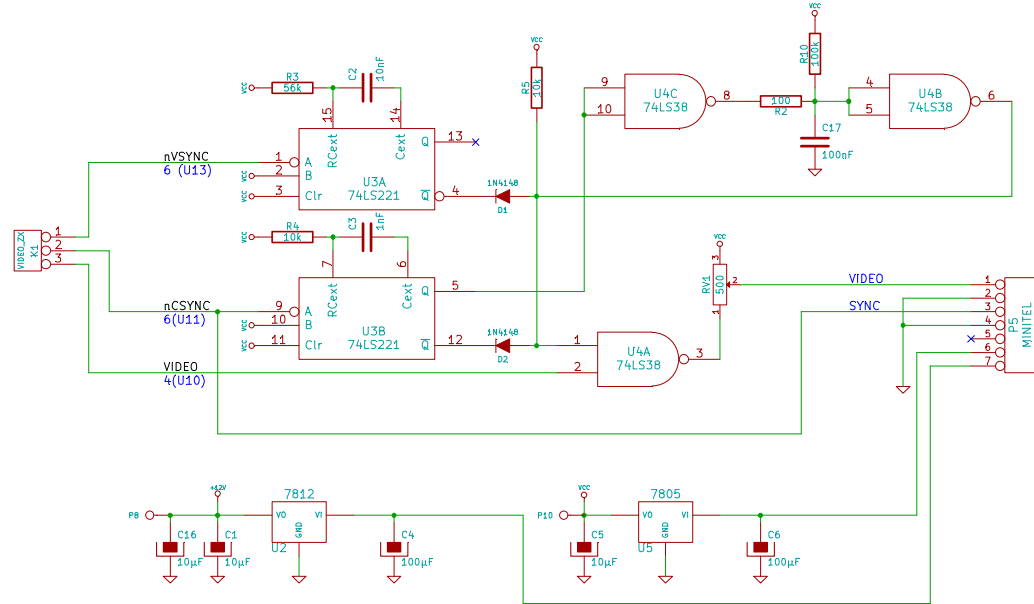 VCC
R10
100k
VCC
R5
10k
VCC
R3
56k
C2
10nF
15
14
RCext
Cext
Q
13
nVSYNC
6 (U13)
1
A
VCC
2
B
VCC
3
Clr
U3A
74LS221
Q
4
1N4148
D1
9
10
U4C
74LS38
8
100
R2
C17
100nF
4
5
U4B
74LS38
6
VIDEO_ZX
K1
1
2
3
VCC
R4
10k
C3
1nF
7
6
RCext
Cext
Q
5
nCSYNC
6(U11)
9
A
VCC
10
B
VCC
11
Clr
U3B
74LS221
Q
12
1N4148
D2
VIDEO
4(U10)
1
2
U4A
74LS38
3
VCC
3
RV1
500
2
1
VIDEO
SYNC
1
2
3
4
5
6
7
P5
MINITEL
P8
+12V
C16
10µF
C1
10µF
7812
VO
VI
GND
U2
C4
100µF
P10
VCC
C5
10µF
7805
VO
VI
GND
U5
C6
100µF